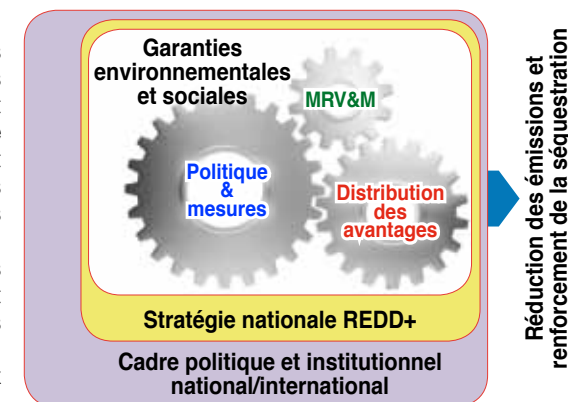 Garanties
environnementales
et sociales
MRV&M
Politique
&
mesures
Distribution
des
avantages
Stratégie nationale REDD+
Cadre politique et institutionnel
national/international
Réduction des émissions et
renforcement de la séquestration